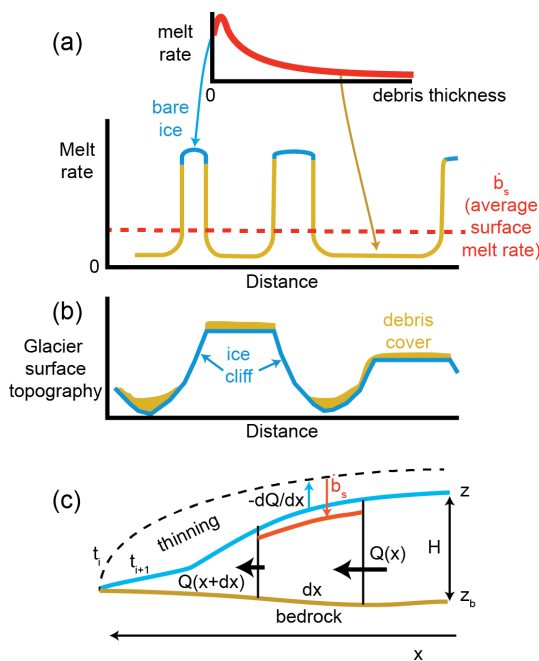 (a)
melt
rate
0
debris thickness
bare
ice
Melt
rate
0
Distance
ḃs
(average
surface
melt rate)
(b)
Glacier
surface
topography
debris
cover
ice
cliff
Distance
(c)
-dQ/dx
ḃs
z
thinning
ti
ti+1
H
Q(x)
Q(x+dx)
dx
zb
bedrock
x